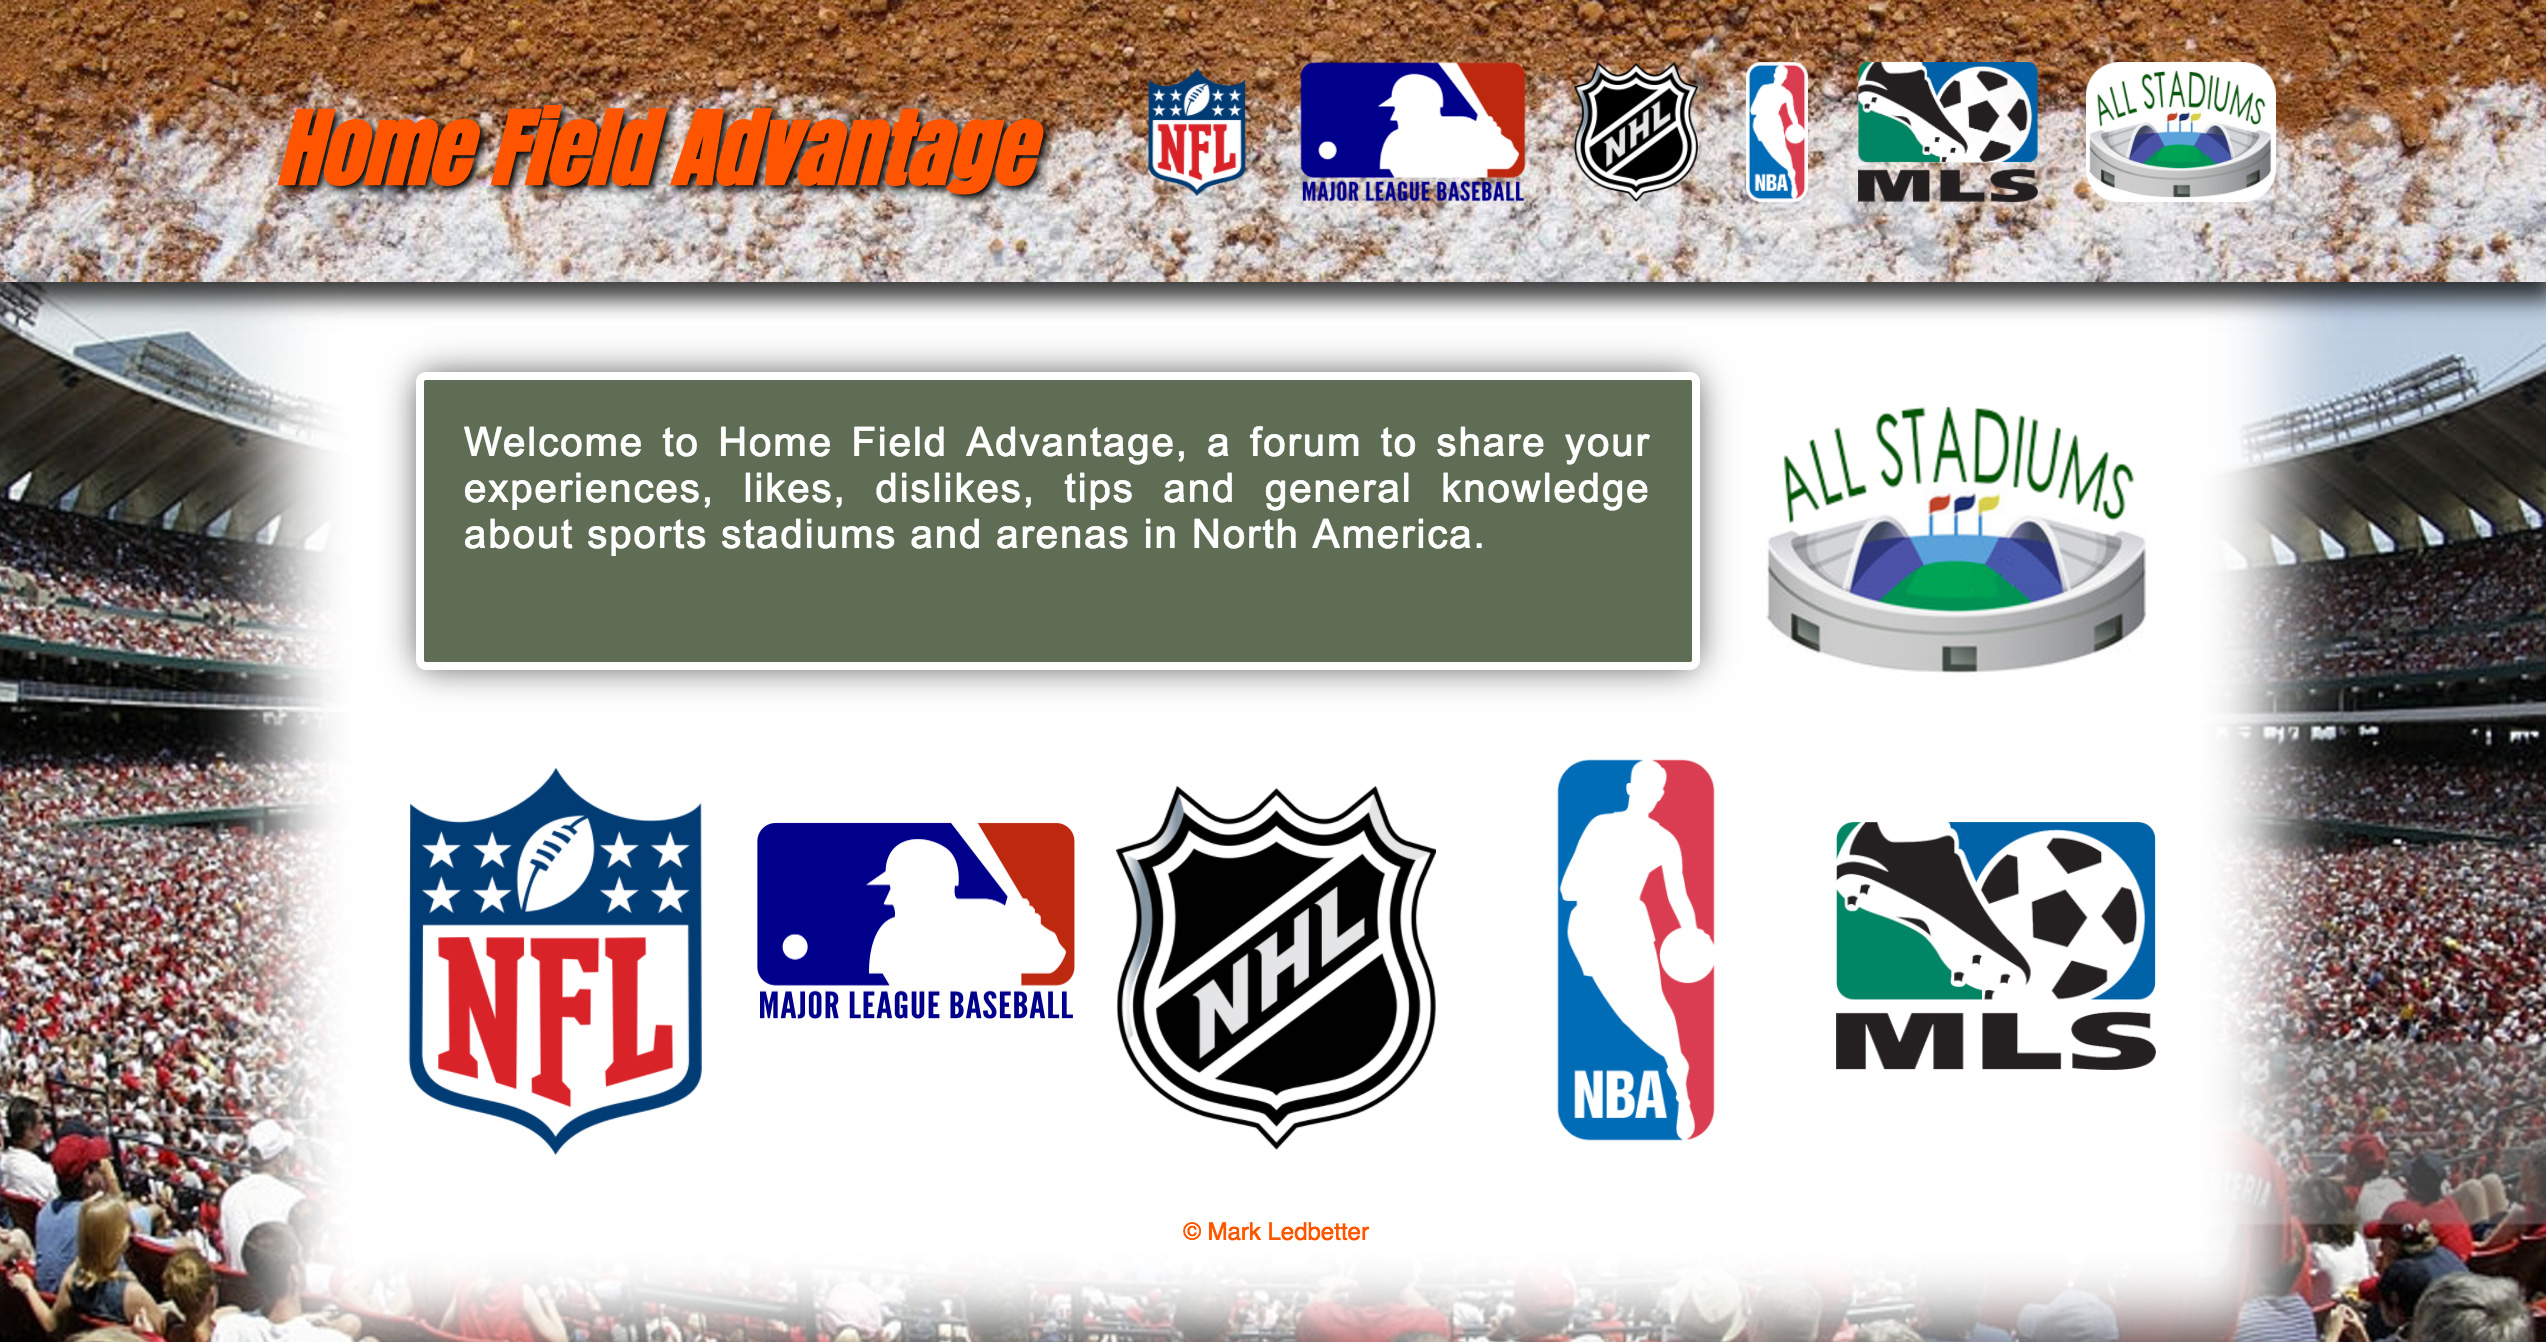 Home Field Advantage
NFL
MAJOR LEAGUE BASEBALL
NHL
NBA
MLS
ALL STADIUMS
Welcome to Home Field Advantage, a forum to share your
experiences, likes, dislikes, tips and general knowledge
about sports stadiums and arenas in North America.
ALL STADIUMS
NFL
MAJOR LEAGUE BASEBALL
NHL
NBA
MLS
© Mark Ledbetter